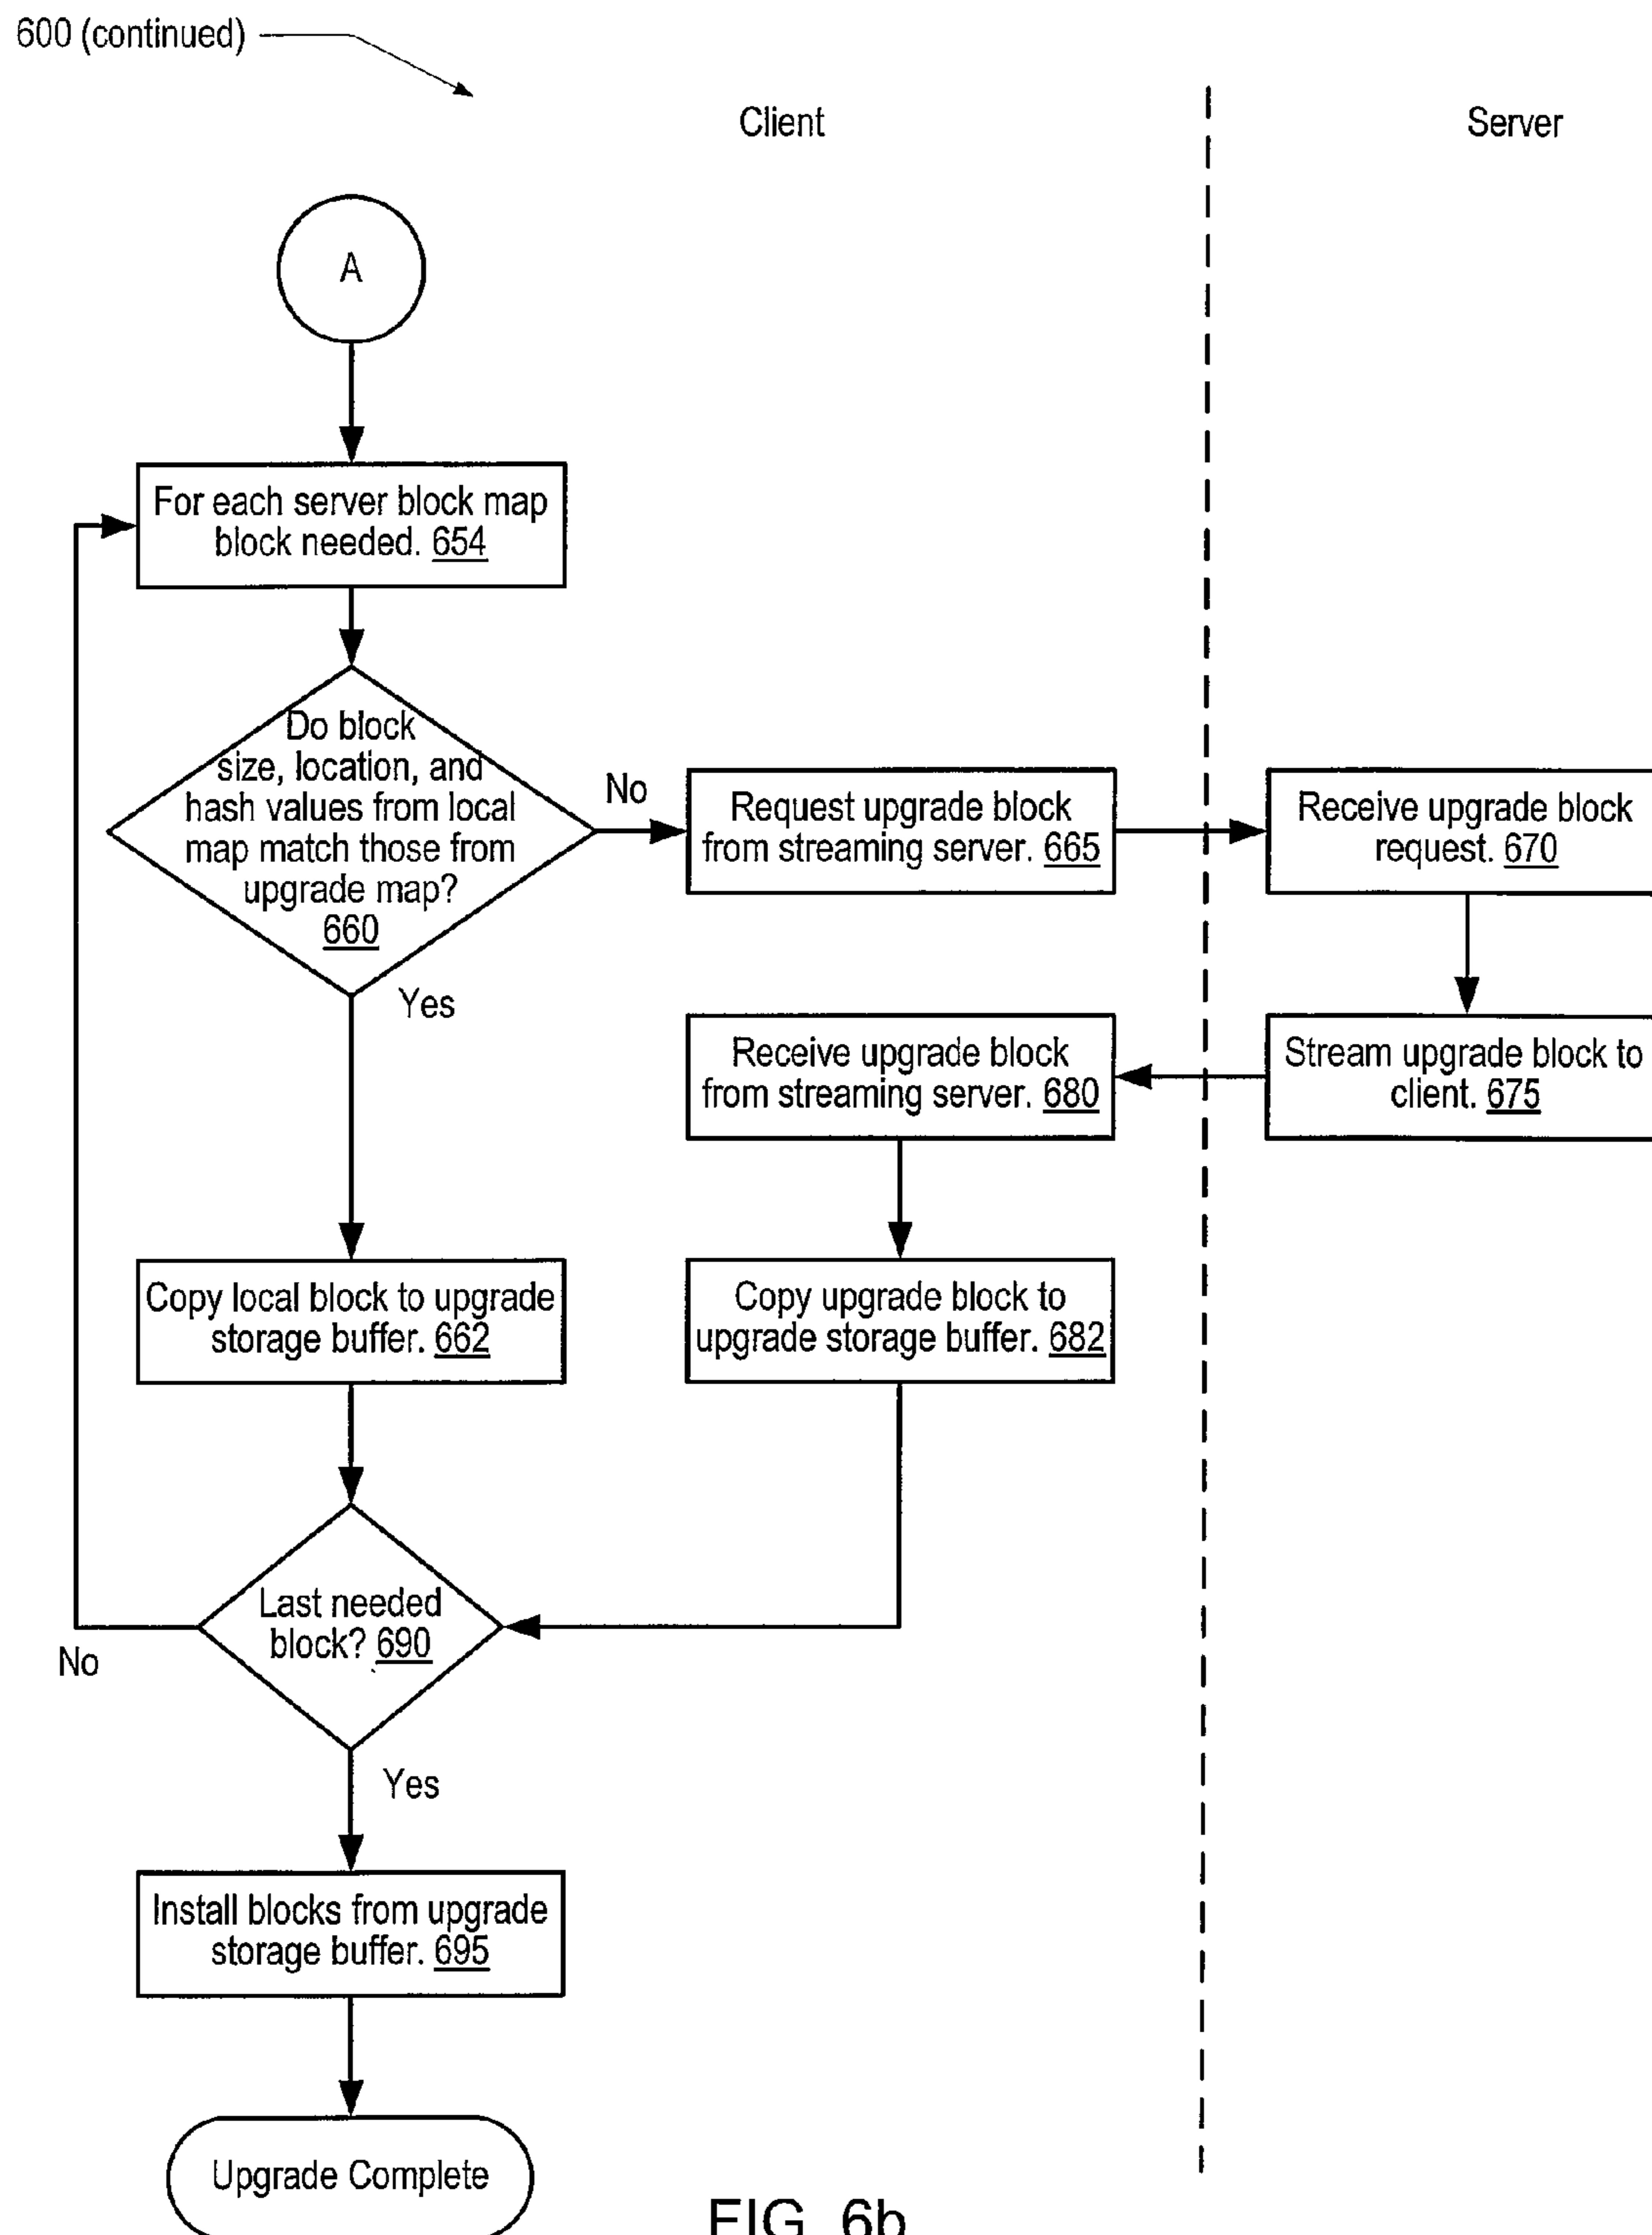 600 (continued)
Client
Server
A
For each server block map
block needed. 654
Do block
size, location, and
hash values from local
map match those from
upgrade map?
660
No
Request upgrade block
from streaming server. 665
Receive upgrade block
request. 670
Yes
Receive upgrade block
from streaming server. 680
Stream upgrade block to
client. 675
Copy local block to upgrade
storage buffer. 662
Copy upgrade block to
upgrade storage buffer. 682
Last needed
block? 690
No
Yes
Install blocks from upgrade
storage buffer. 695
Upgrade Complete
FIG. 6b